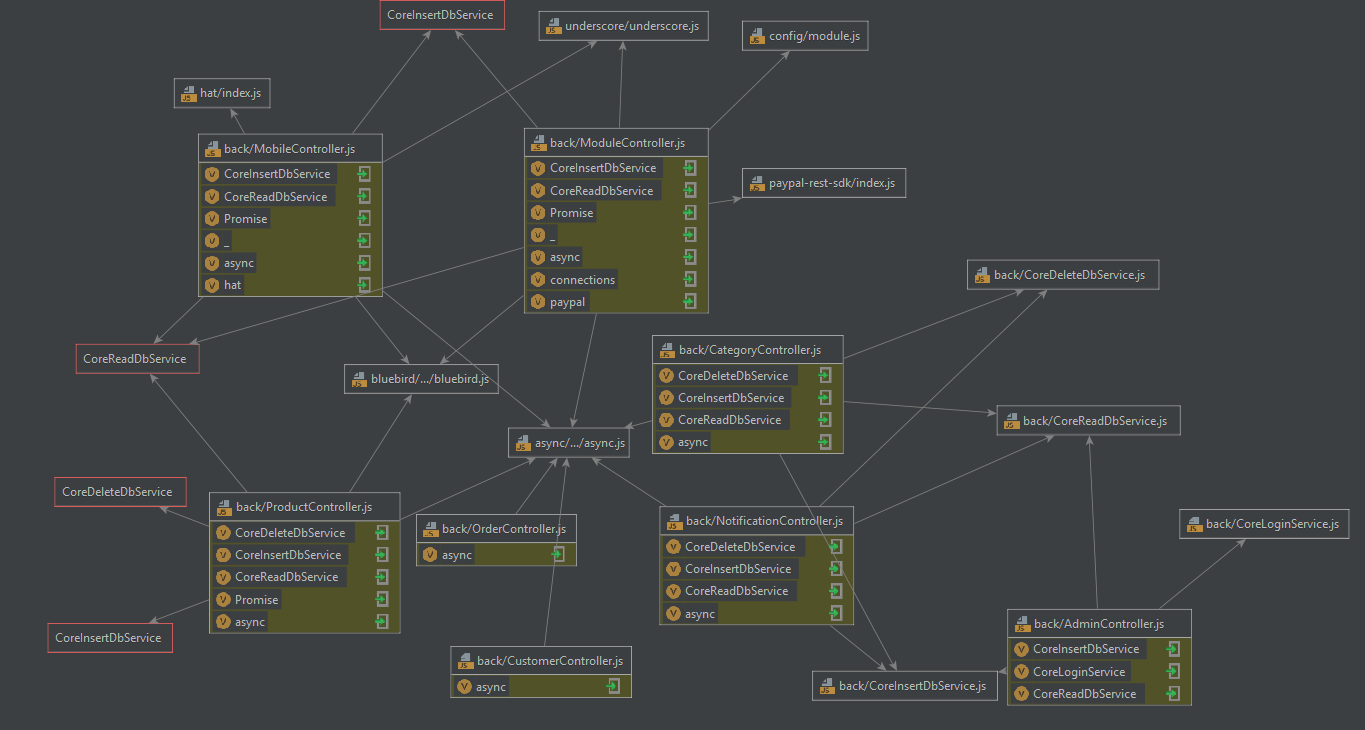 CoreInsertDbService
underscore/underscore.js
config/module.js
hat/index.js
back/MobileController.js
CoreInsertDbService
CoreReadDbService
Promise
_
async
hat
back/ModuleController.js
CoreInsertDbService
CoreReadDbService
Promise
_
async
connections
paypal
paypal-rest-sdk/index.js
back/CoreDeleteDbService.js
CoreReadDbService
bluebird/.../bluebird.js
back/CategoryController.js
CoreDeleteDbService
CoreInsertDbService
CoreReadDbService
async
back/CoreReadDbService.js
async/.../async.js
CoreDeleteDbService
back/ProductController.js
CoreDeleteDbService
CoreInsertDbService
CoreReadDbService
Promise
async
back/OrderController.js
async
back/NotificationController.js
CoreDeleteDbService
CoreInsertDbService
CoreReadDbService
async
back/CoreLoginService.js
CoreInsertDbService
back/CustomerController.js
async
back/CoreInsertDbService.js
back/AdminController.js
CoreInsertDbService
CoreLoginService
CoreReadDbService